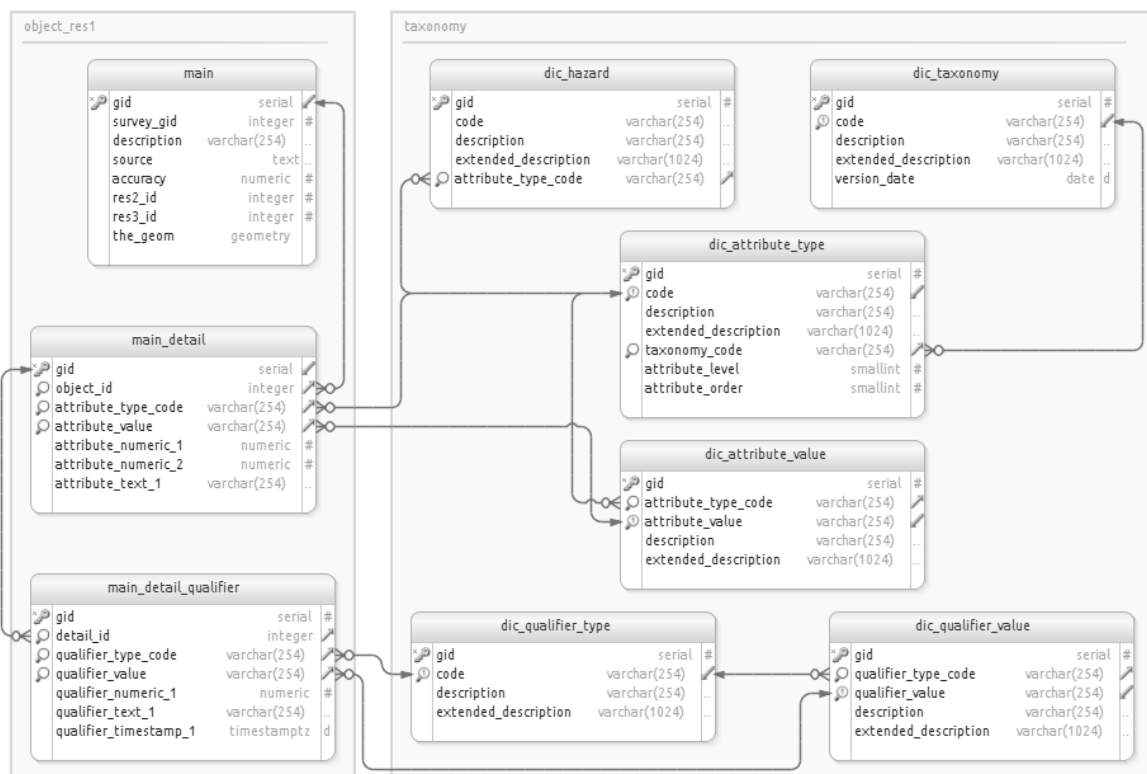 object_res1
main
gid serial
survey_gid integer #
description varchar(254) ..
source text ..
accuracy numeric #
res2_id integer #
res3_id integer #
the_geom geometry
main_detail
gid serial
object_id integer
attribute_type_code varchar(254)
attribute_value varchar(254)
attribute_numeric_1 numeric #
attribute_numeric_2 numeric #
attribute_text_1 varchar(254) ..
main_detail_qualifier
gid serial #
detail_id integer
qualifier_type_code varchar(254)
qualifier_value varchar(254)
qualifier_numeric_1 numeric #
qualifier_text_1 varchar(254) ..
qualifier_timestamp_1 timestamptz d
taxonomy
dic_hazard
gid serial #
code varchar(254) ..
description varchar(254) ..
extended_description varchar(1024) ..
attribute_type_code varchar(254)
dic_taxonomy
gid serial #
code varchar(254)
description varchar(254) ..
extended_description varchar(1024) ..
version_date date d
dic_attribute_type
gid serial #
code varchar(254)
description varchar(254) ..
extended_description varchar(1024) ..
taxonomy_code varchar(254)
attribute_level smallint #
attribute_order smallint #
dic_attribute_value
gid serial #
attribute_type_code varchar(254)
attribute_value varchar(254)
description varchar(254) ..
extended_description varchar(1024) ..
dic_qualifier_type
gid serial #
code varchar(254)
description varchar(254) ..
extended_description varchar(1024) ..
dic_qualifier_value
gid serial #
qualifier_type_code varchar(254)
qualifier_value varchar(254)
description varchar(254) ..
extended_description varchar(1024) ..